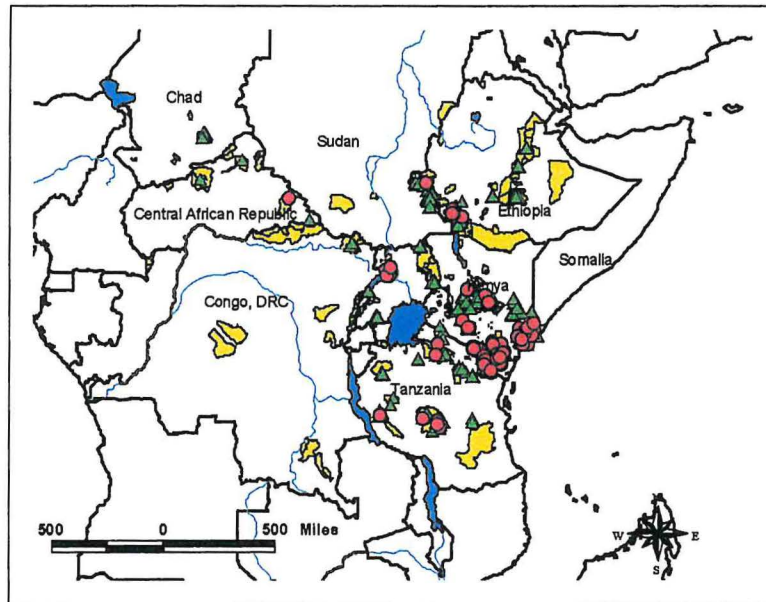 Chad
Sudan
Central African Republic
Ethiopia
Somalia
Congo, DRC
Tanzania
500 0 500 Miles
W E
S